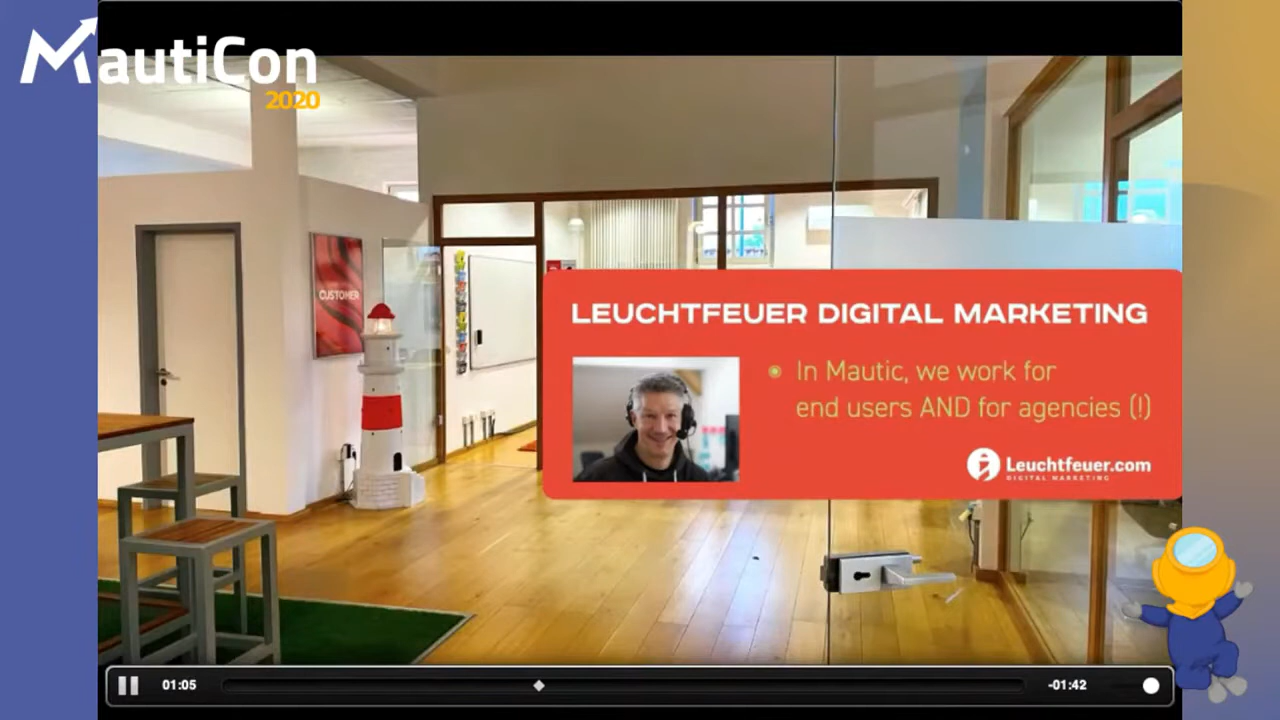 MautiCon
2020
CUSTOMER
LEUCHTFEUER DIGITAL MARKETING
In Mautic, we work for
end users AND for agencies (!)
Leuchtfeuer.com
DIGITAL MARKETING
01:05
-01:42